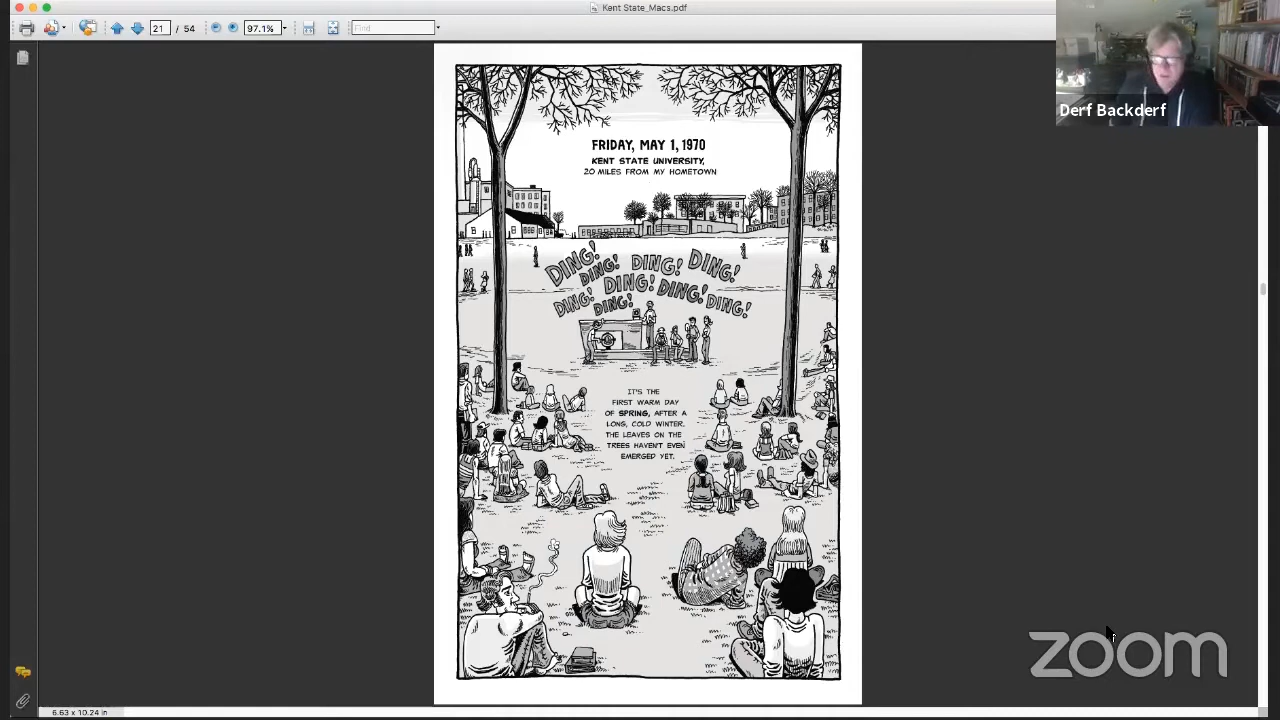 Kent State_Macs.pdf
21 / 54
97.1%
Find
Derf Backderf
FRIDAY, MAY 1, 1970
KENT STATE UNIVERSITY,
20 MILES FROM MY HOMETOWN
DING!
DING!
DING!
DING!
DING!
DING!
DING!
DING!
DING!
IT'S THE
FIRST WARM DAY
OF SPRING, AFTER A
LONG, COLD WINTER.
THE LEAVES ON THE
TREES HAVEN'T EVEN
EMERGED YET.
zoom
6.63 x 10.24 in